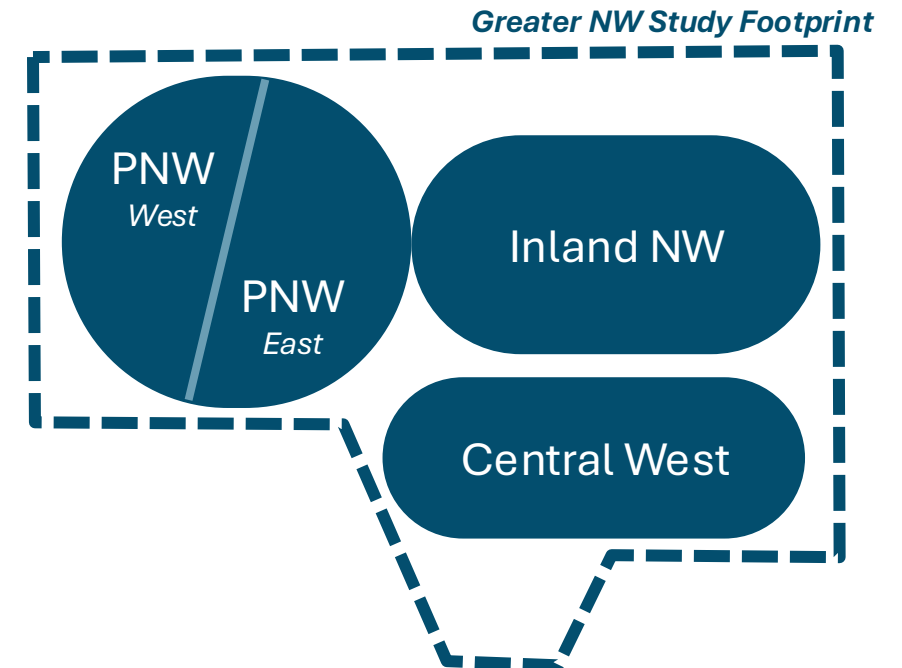 Greater NW Study Footprint
PNW
West
Inland NW
PNW
East
Central West